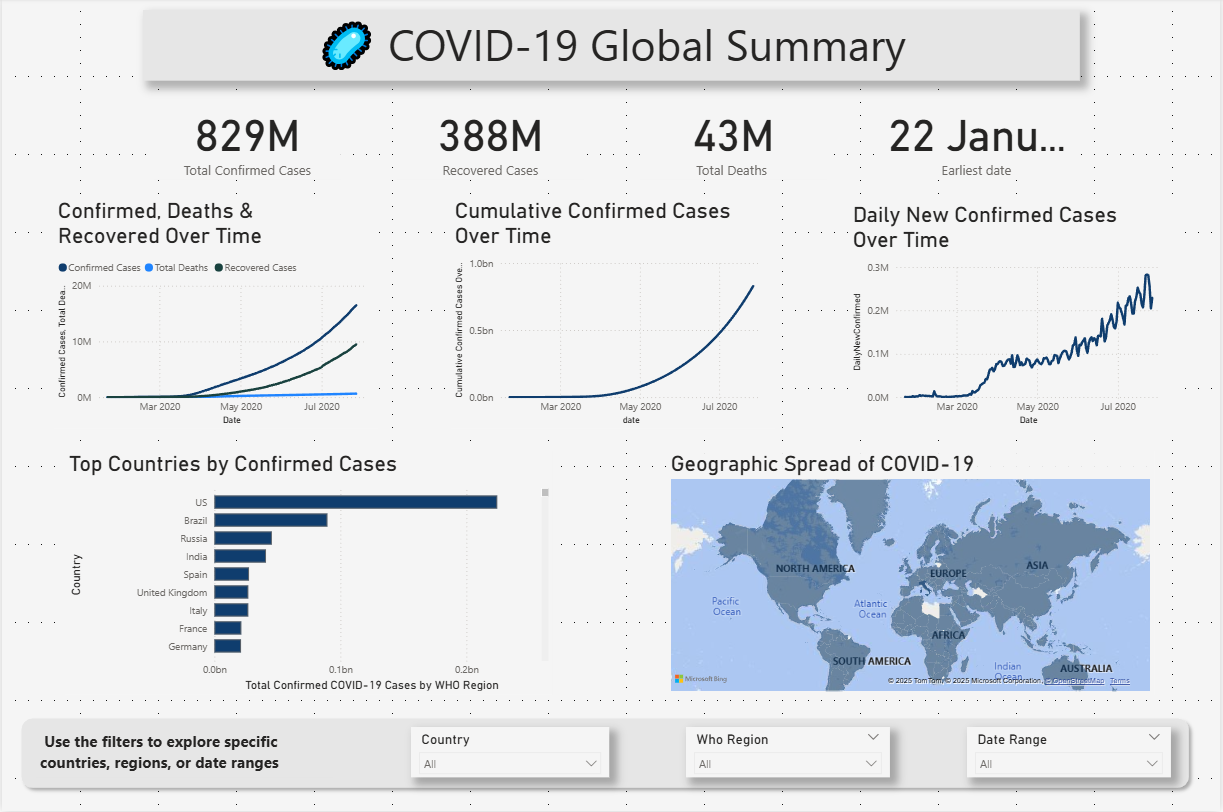 COVID-19 Global Summary
829M
Total Confirmed Cases
388M
Recovered Cases
43M
Total Deaths
22 Janu...
Earliest date
Confirmed, Deaths &
Recovered Over Time
Confirmed Cases Total Deaths Recovered Cases
Confirmed Cases, Total Dea...
20M
10M
0M
Mar 2020 May 2020 Jul 2020
Date
Cumulative Confirmed Cases
Over Time
Cumulative Confirmed Cases Ove...
1.0bn
0.5bn
0.0bn
Mar 2020 May 2020 Jul 2020
date
Daily New Confirmed Cases
Over Time
DailyNewConfirmed
0.3M
0.2M
0.1M
0.0M
Mar 2020 May 2020 Jul 2020
Date
Top Countries by Confirmed Cases
Country
US
Brazil
Russia
India
Spain
United Kingdom
Italy
France
Germany
0.0bn 0.1bn 0.2bn
Total Confirmed COVID-19 Cases by WHO Region
Geographic Spread of COVID-19
NORTH AMERICA
EUROPE
ASIA
Pacific
Ocean
Atlantic
Ocean
AFRICA
SOUTH AMERICA
Indian
Ocean
AUSTRALIA
Microsoft Bing
© 2025 TomTom, © 2025 Microsoft Corporation, © OpenStreetMap Terms
Use the filters to explore specific
countries, regions, or date ranges
Country
All
Who Region
All
Date Range
All